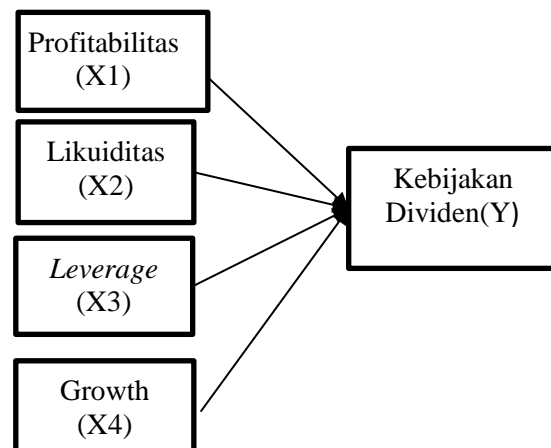 Profitabilitas
(X1)
Likuiditas
(X2)
Leverage
(X3)
Growth
(X4)
Kebijakan
Dividen(Y)